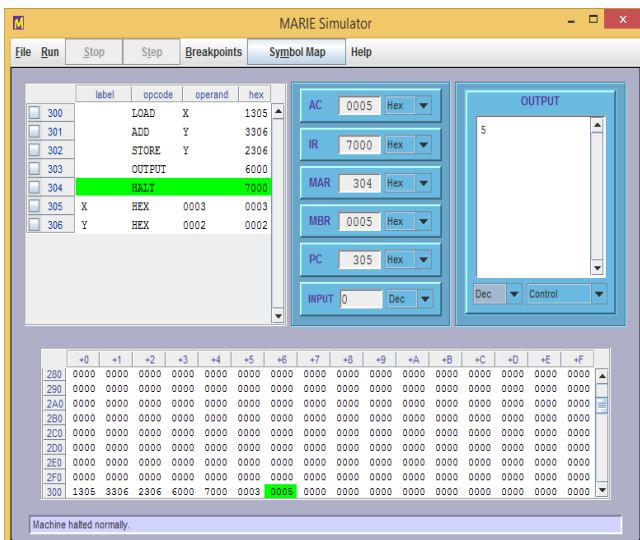 MARIE Simulator
File Run Stop Step Breakpoints Symbol Map Help
label opcode operand hex
300 LOAD X 1305
301 ADD Y 3306
302 STORE Y 2306
303 OUTPUT 6000
304 HALT 7000
305 X HEX 0003 0003
306 Y HEX 0002 0002
AC 0005 Hex
IR 7000 Hex
MAR 304 Hex
MBR 0005 Hex
PC 305 Hex
INPUT 0 Dec
OUTPUT
5
Dec Control
+0 +1 +2 +3 +4 +5 +6 +7 +8 +9 +A +B +C +D +E +F
280 0000 0000 0000 0000 0000 0000 0000 0000 0000 0000 0000 0000 0000 0000 0000 0000
290 0000 0000 0000 0000 0000 0000 0000 0000 0000 0000 0000 0000 0000 0000 0000 0000
2A0 0000 0000 0000 0000 0000 0000 0000 0000 0000 0000 0000 0000 0000 0000 0000 0000
2B0 0000 0000 0000 0000 0000 0000 0000 0000 0000 0000 0000 0000 0000 0000 0000 0000
2C0 0000 0000 0000 0000 0000 0000 0000 0000 0000 0000 0000 0000 0000 0000 0000 0000
2D0 0000 0000 0000 0000 0000 0000 0000 0000 0000 0000 0000 0000 0000 0000 0000 0000
2E0 0000 0000 0000 0000 0000 0000 0000 0000 0000 0000 0000 0000 0000 0000 0000 0000
2F0 0000 0000 0000 0000 0000 0000 0000 0000 0000 0000 0000 0000 0000 0000 0000 0000
300 1305 3306 2306 6000 7000 0003 0005 0000 0000 0000 0000 0000 0000 0000 0000 0000
Machine halted normally.